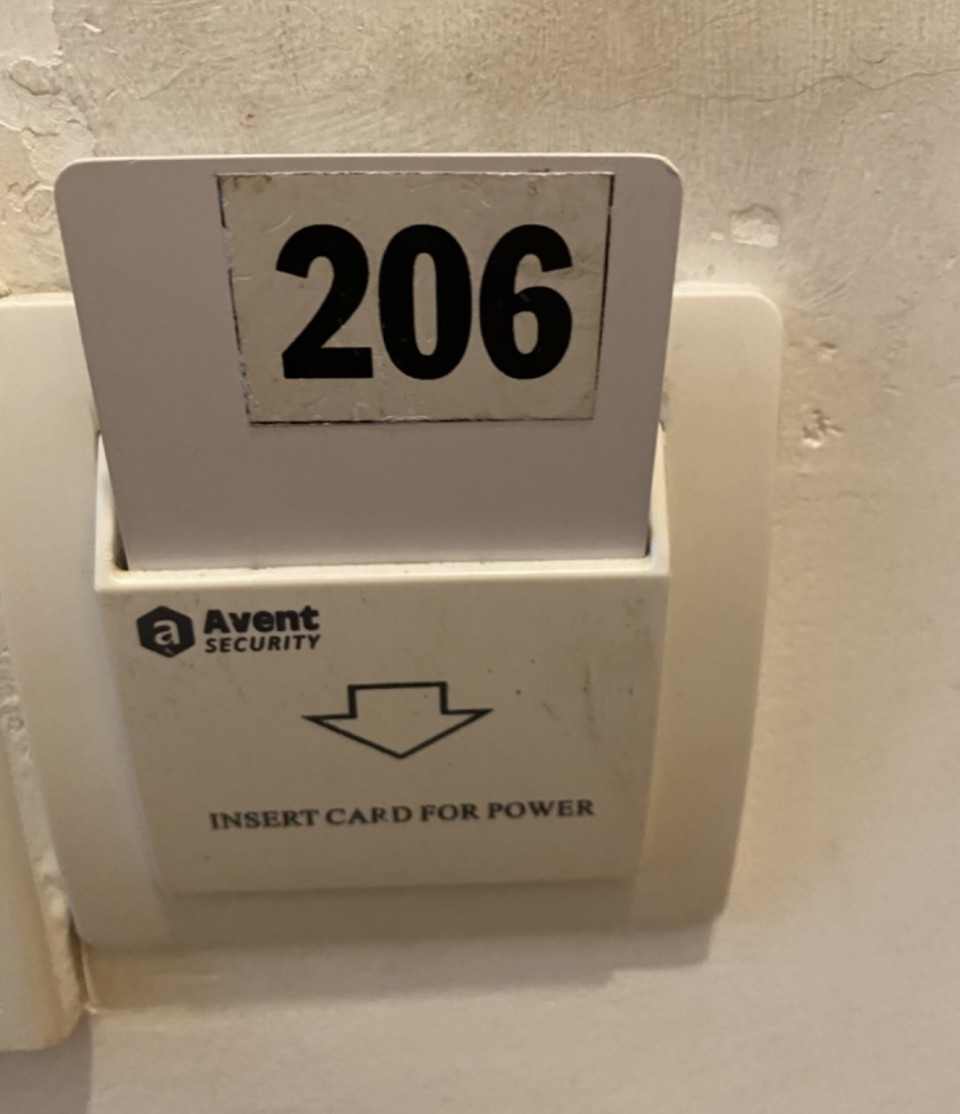 206
a Avent
SECURITY
INSERT CARD FOR POWER